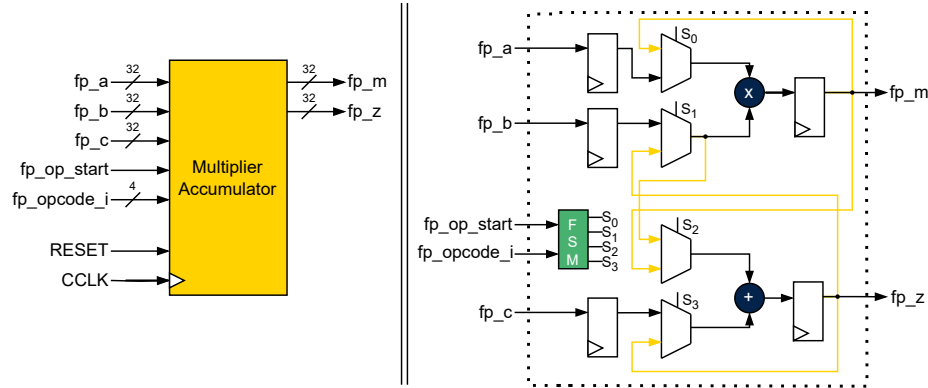 fp_a
32
fp_b
32
fp_c
32
fp_op_start
fp_opcode_i
4
RESET
CCLK
Multiplier
Accumulator
32
fp_m
32
fp_z
fp_a
S0
x
fp_m
fp_b
S1
fp_op_start
fp_opcode_i
F
S
M
S0
S1
S2
S3
S2
+
fp_z
fp_c
S3